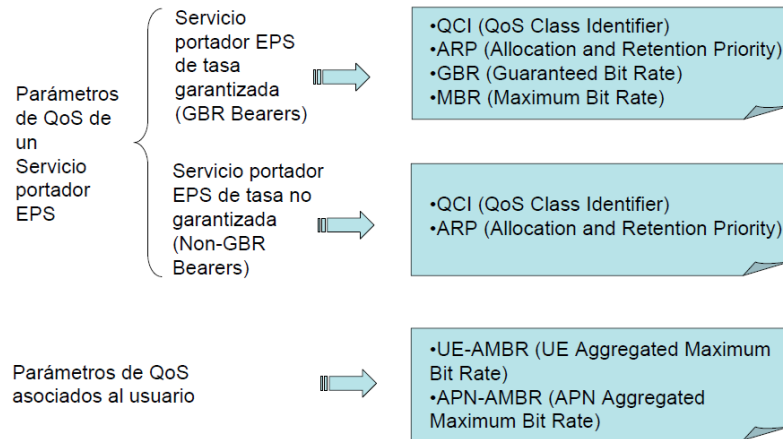 Parámetros
de QoS de
un
Servicio
portador
EPS
Servicio
portador EPS
de tasa
garantizada
(GBR Bearers)
•QCI (QoS Class Identifier)
•ARP (Allocation and Retention Priority)
•GBR (Guaranteed Bit Rate)
•MBR (Maximum Bit Rate)
Servicio portador
EPS de tasa no
garantizada
(Non-GBR
Bearers)
•QCI (QoS Class Identifier)
•ARP (Allocation and Retention Priority)
Parámetros de QoS
asociados al usuario
•UE-AMBR (UE Aggregated Maximum
Bit Rate)
•APN-AMBR (APN Aggregated
Maximum Bit Rate)